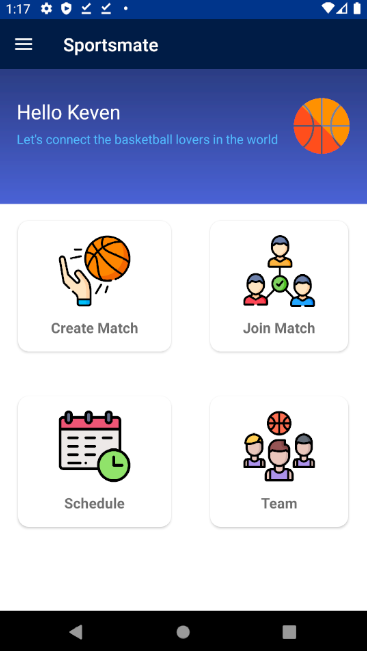 1:17
Sportsmate
Hello Keven
Let's connect the basketball lovers in the world
Create Match
Join Match
Schedule
Team